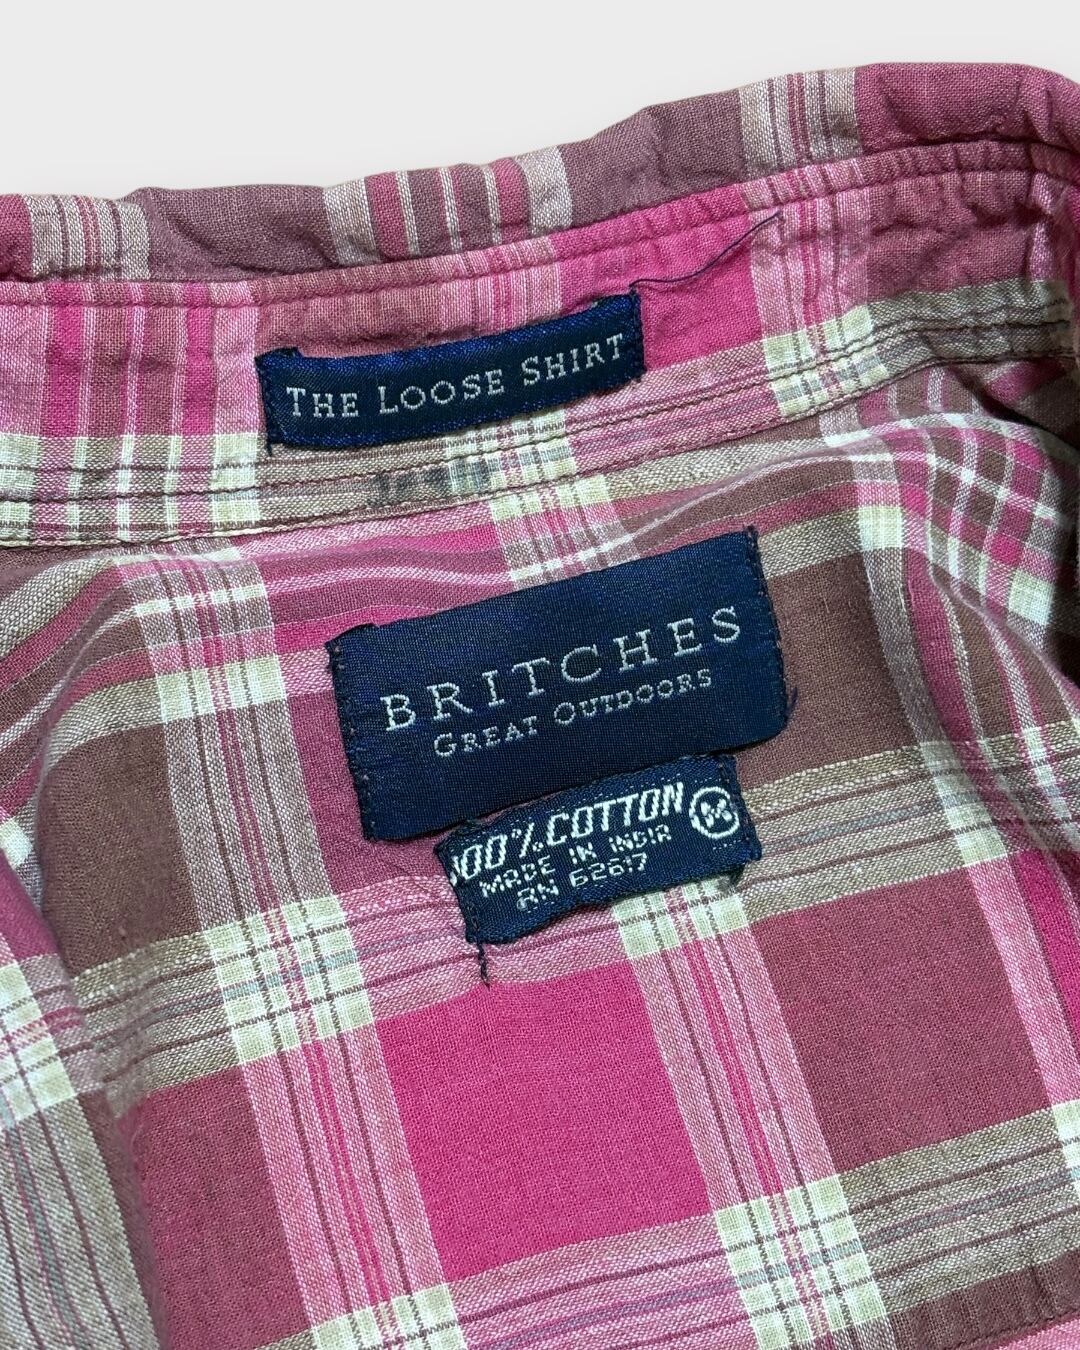 THE LOOSE SHIRT
BRITCHES
GREAT OUTDOORS
100% COTTON M
MADE IN INDIA
RN 62617